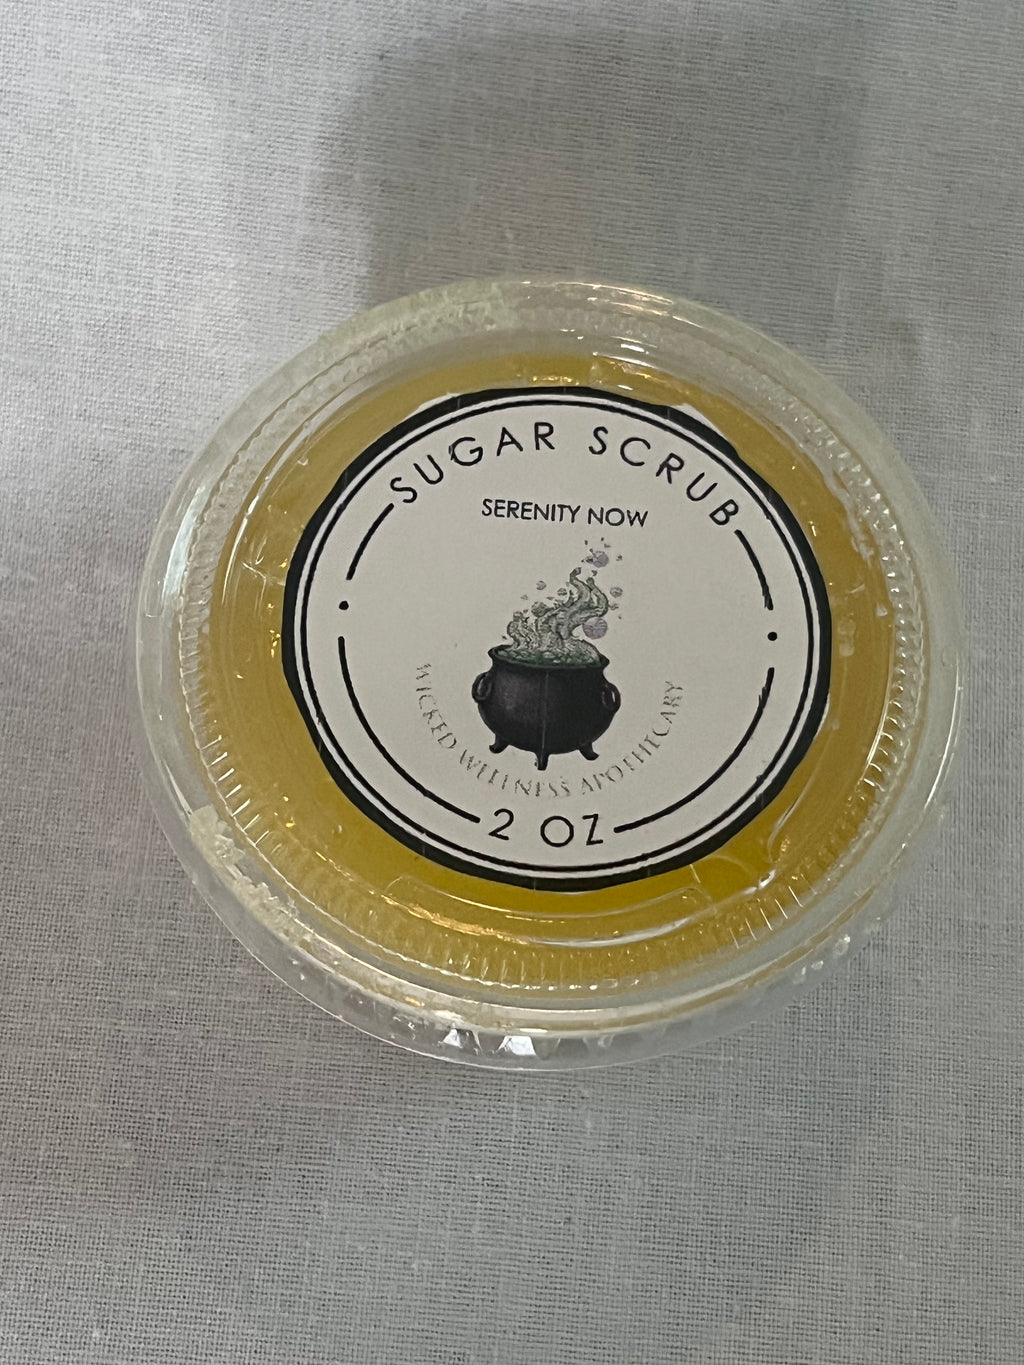 SUGAR SCRUB
SERENITY NOW
WICKED WELLNESS APOTHECARY
2 OZ